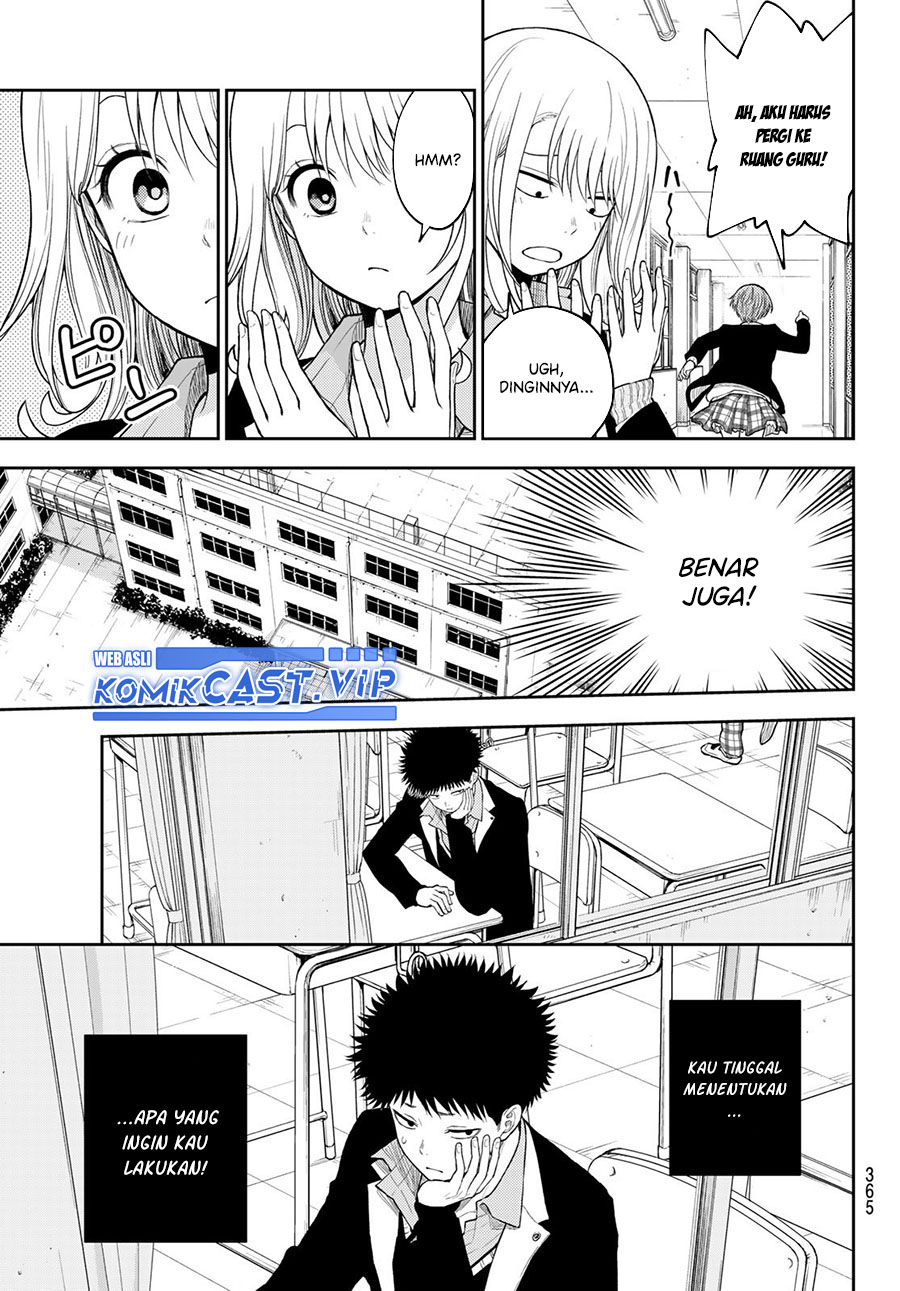 AH, AKU HARUS
PERGI KE
RUANG GURU!
UGH,
DINGINNYA...
HMM?
ピ
BENAR
JUGA!
WEB ASLI
KOMIKCAST.VIP
KAU TINGGAL
MENENTUKAN
...
...APA YANG
INGIN KAU
LAKUKAN!
365